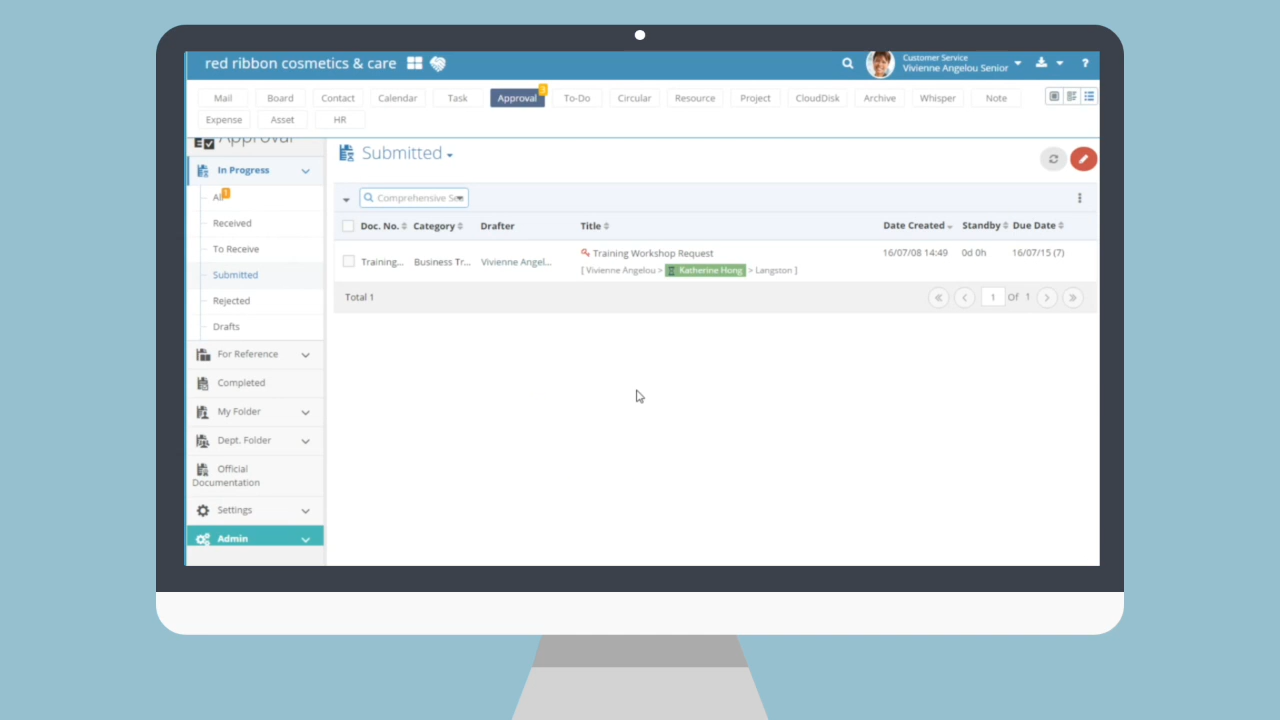 red ribbon cosmetics & care
Customer Service
Vivienne Angelou Senior
?
Mail Board Contact Calendar Task Approval To-Do Circular Resource Project CloudDisk Archive Whisper Note
Expense Asset HR
Approval
In Progress
All
Received
To Receive
Submitted
Rejected
Drafts
For Reference
Completed
My Folder
Dept. Folder
Official
Documentation
Settings
Admin
Submitted
Comprehensive Se
Doc. No. Category Drafter Title Date Created Standby Due Date
Training... Business Tr... Vivienne Angel... Training Workshop Request 16/07/08 14:49 0d 0h 16/07/15 (7)
[ Vivienne Angelou > Katherine Hong > Langston ]
Total 1
1 Of 1